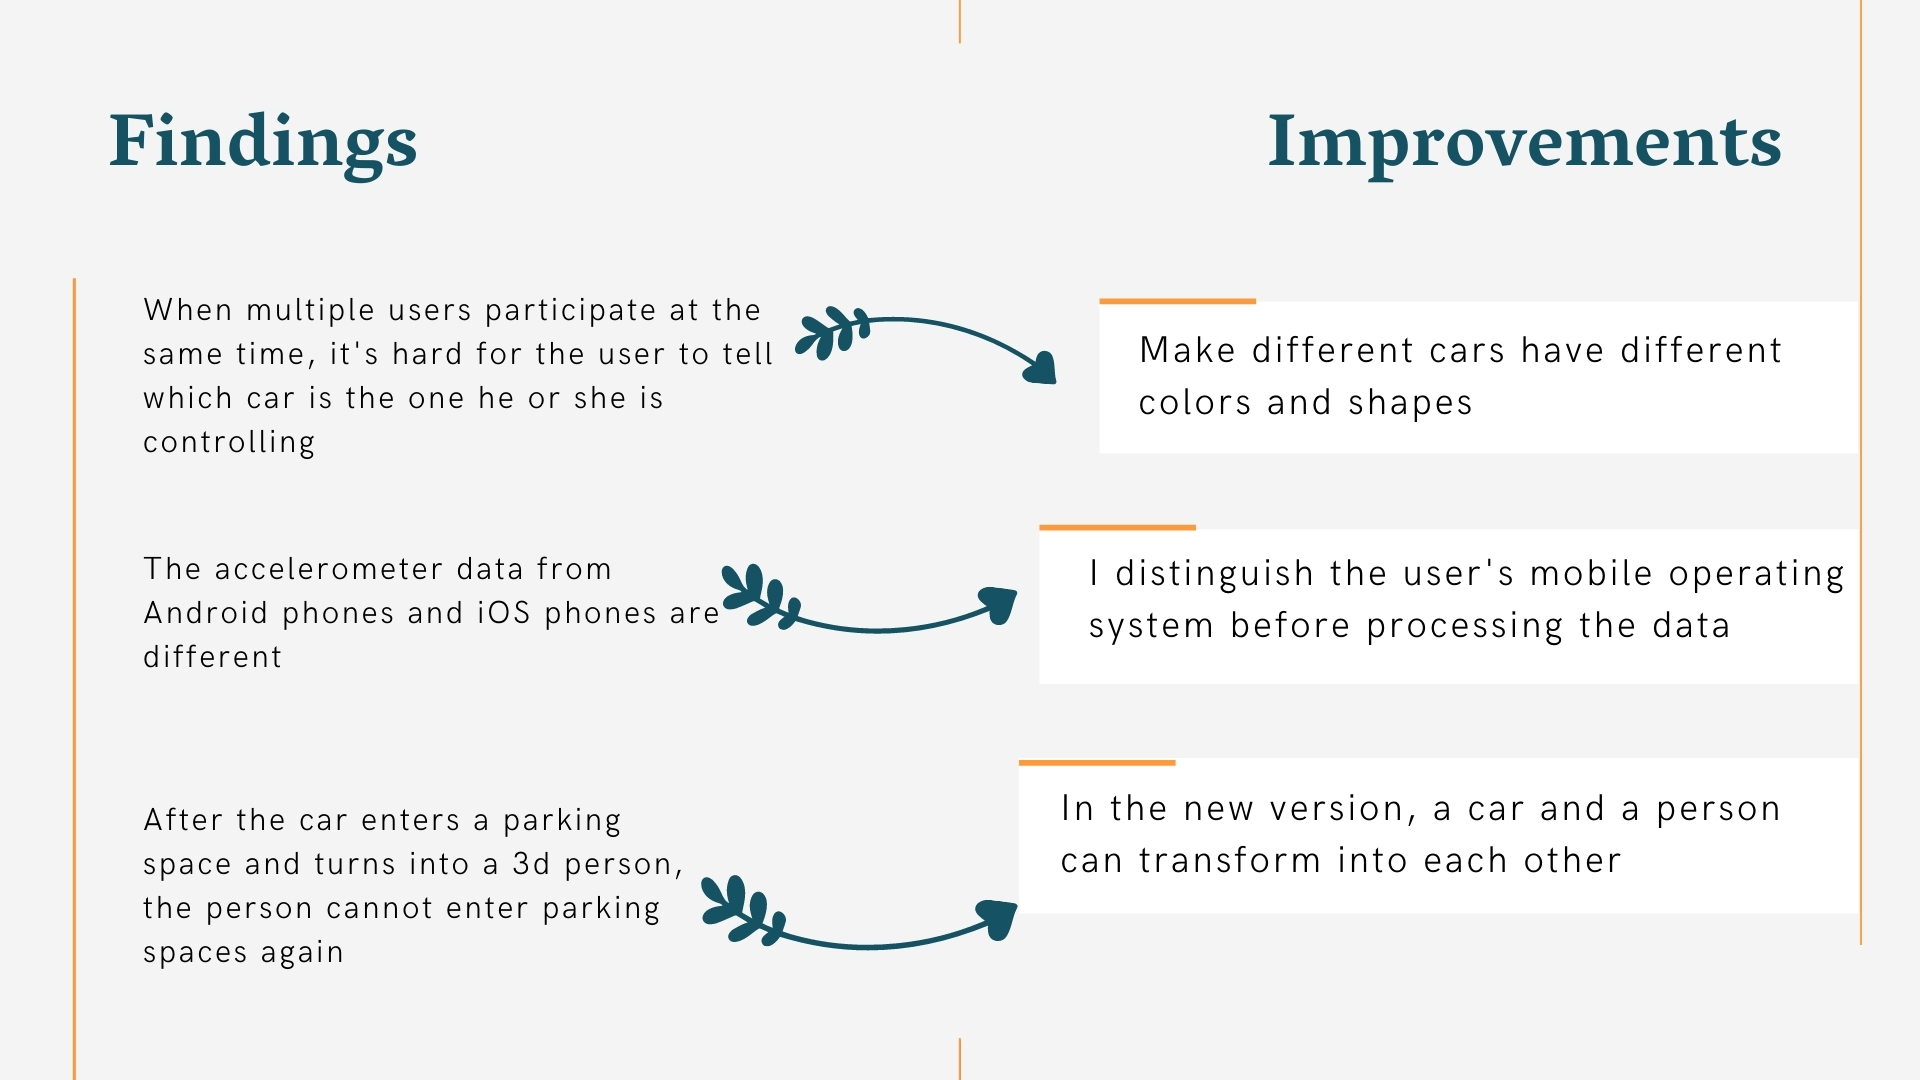 Findings
Improvements
When multiple users participate at the
same time, it's hard for the user to tell
which car is the one he or she is
controlling
Make different cars have different
colors and shapes
The accelerometer data from
Android phones and iOS phones are
different
I distinguish the user's mobile operating
system before processing the data
After the car enters a parking
space and turns into a 3d person,
the person cannot enter parking
spaces again
In the new version, a car and a person
can transform into each other